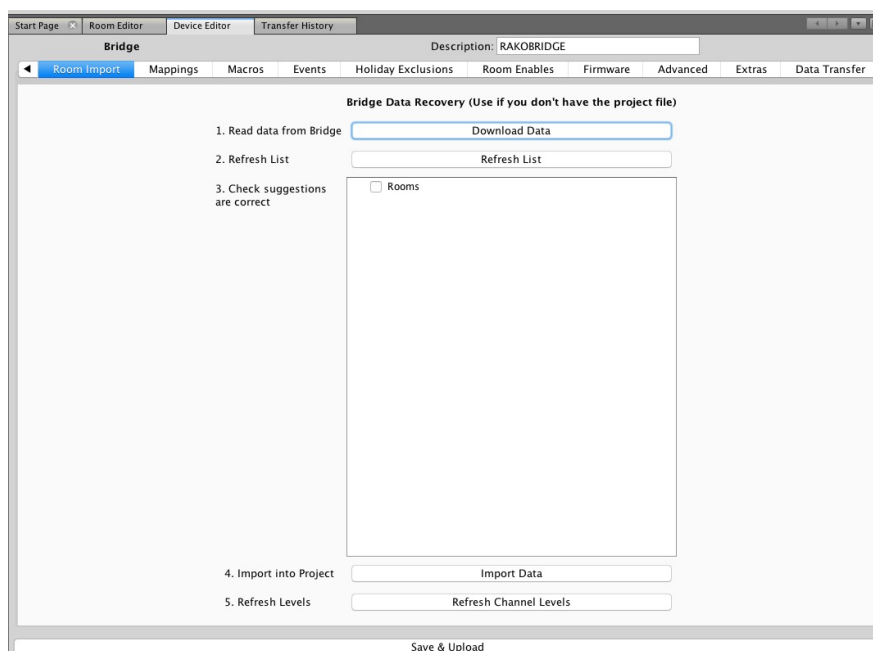 Start Page Room Editor Device Editor Transfer History
Bridge Description: RAKOBRIDGE
Room Import Mappings Macros Events Holiday Exclusions Room Enables Firmware Advanced Extras Data Transfer
Bridge Data Recovery (Use if you don't have the project file)
1. Read data from Bridge Download Data
2. Refresh List Refresh List
3. Check suggestions Rooms
are correct
4. Import into Project Import Data
5. Refresh Levels Refresh Channel Levels
Save & Upload